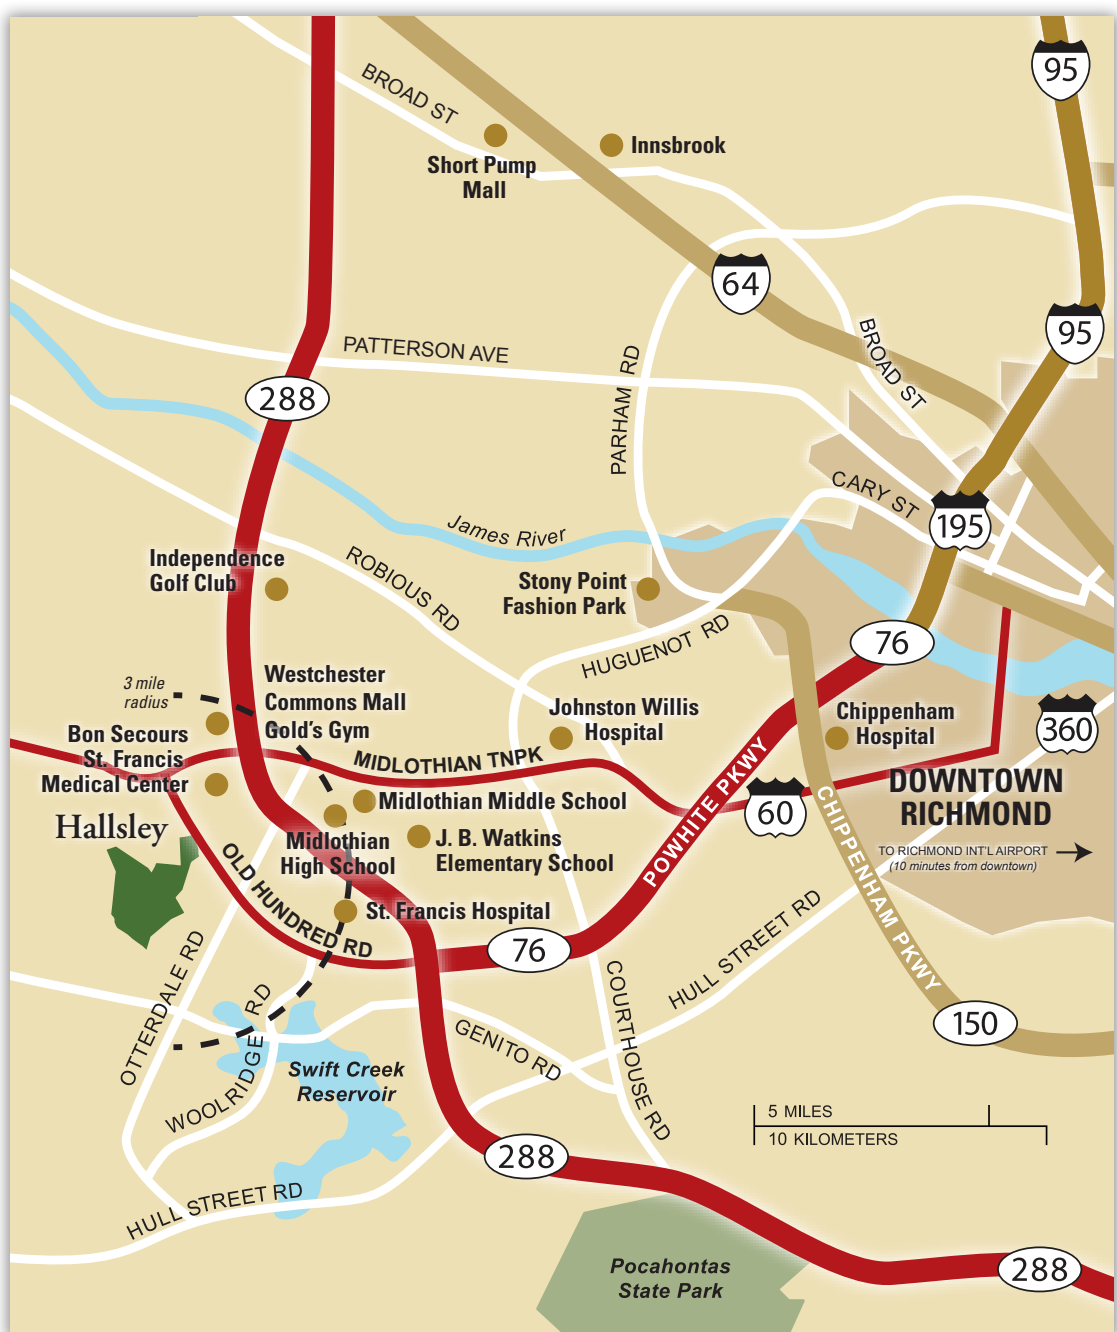 95
BROAD ST
Short Pump
Mall
Innsbrook
64
95
PATTERSON AVE
288
PARHAM RD
BROAD ST
CARY ST
195
James River
Independence
Golf Club
ROBIOUS RD
Stony Point
Fashion Park
HUGUENOT RD
76
3 mile
radius
Westchester
Commons Mall
Gold's Gym
Bon Secours
St. Francis
Medical Center
Johnston Willis
Hospital
Chippenham
Hospital
360
MIDLOTHIAN TNPK
POWHITE PKWY
60
DOWNTOWN
RICHMOND
TO RICHMOND INT'L AIRPORT
(10 minutes from downtown)
Midlothian Middle School
Hallsley
Midlothian
High School
J. B. Watkins
Elementary School
CHIPPENHAM PKWY
OLD HUNDRED RD
St. Francis Hospital
76
HULL STREET RD
OTTERDALE RD
WOOLRIDGE RD
GENITO RD
COURTHOUSE RD
150
Swift Creek
Reservoir
5 MILES
10 KILOMETERS
288
HULL STREET RD
Pocahontas
State Park
288